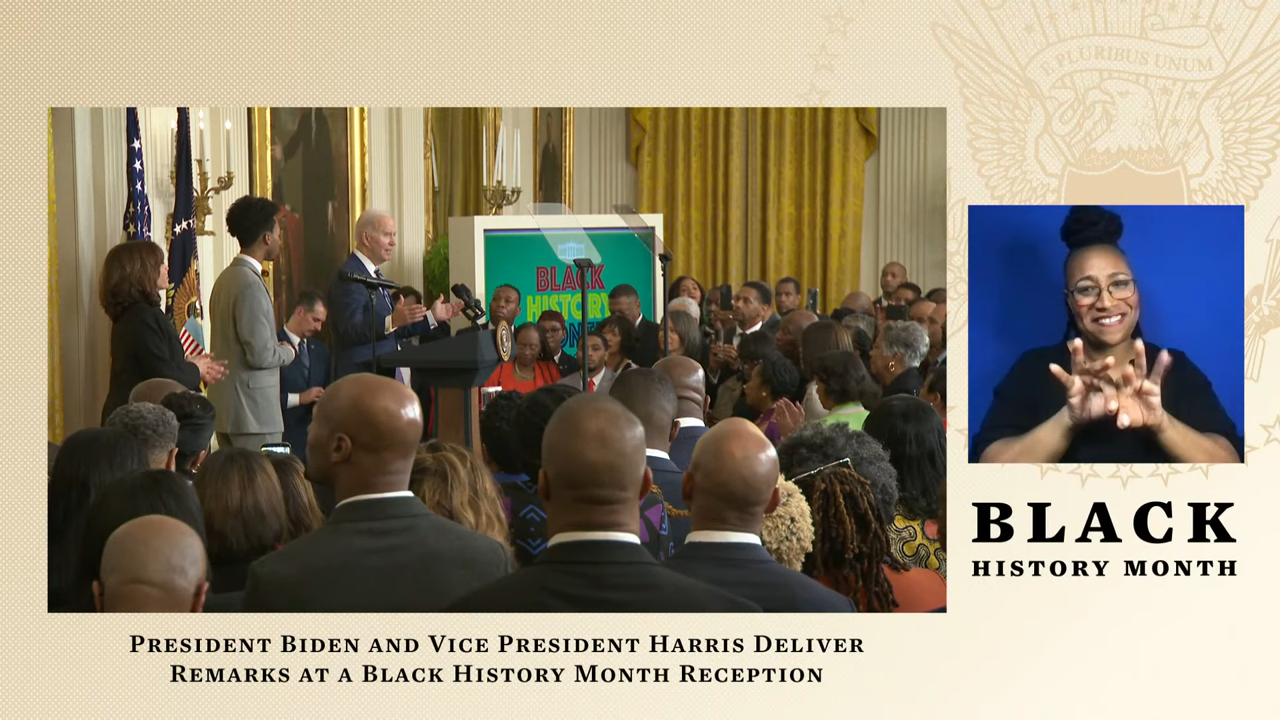 E PLURIBUS UNUM
BLACK
HISTORY
BLACK
HISTORY MONTH
PRESIDENT BIDEN AND VICE PRESIDENT HARRIS DELIVER
REMARKS AT A BLACK HISTORY MONTH RECEPTION